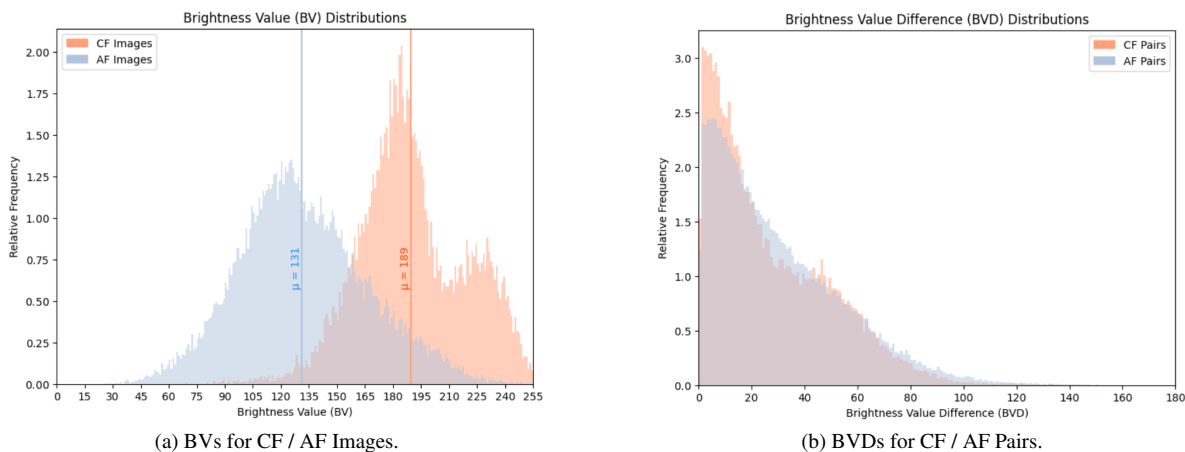 Brightness Value (BV) Distributions
CF Images
AF Images
2.00
1.75
1.50
1.25
1.00
0.75
0.50
0.25
0.00
Relative Frequency
μ = 131
μ = 189
0 15 30 45 60 75 90 105 120 135 150 165 180 195 210 225 240 255
Brightness Value (BV)
(a) BVs for CF / AF Images.
Brightness Value Difference (BVD) Distributions
CF Pairs
AF Pairs
3.0
2.5
2.0
1.5
1.0
0.5
0.0
Relative Frequency
0 20 40 60 80 100 120 140 160 180
Brightness Value Difference (BVD)
(b) BVDs for CF / AF Pairs.